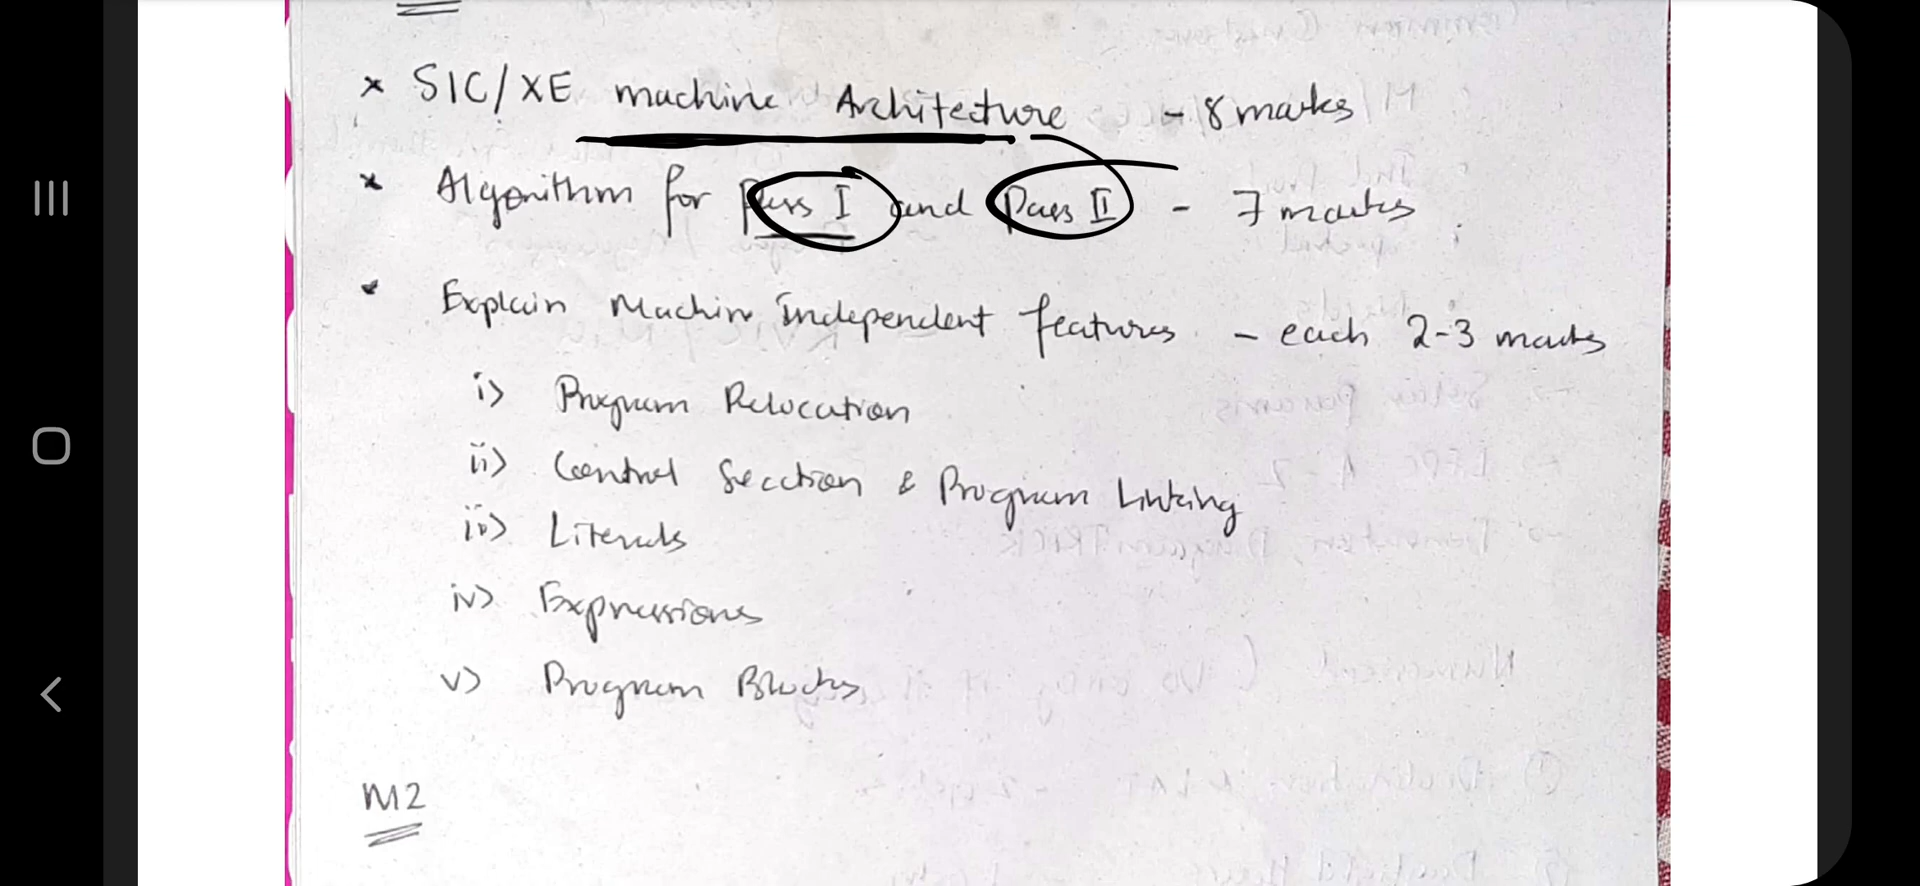 * SIC/XE machine Architecture - 8 marks
* Algorithm for Pass I and Pass II - 7 marks
* Explain Machine Independent features - each 2-3 marks
i) Program Relocation
ii) Control Section & Program Linking
iii) Literals
iv) Expressions
v) Program Blocks
M2